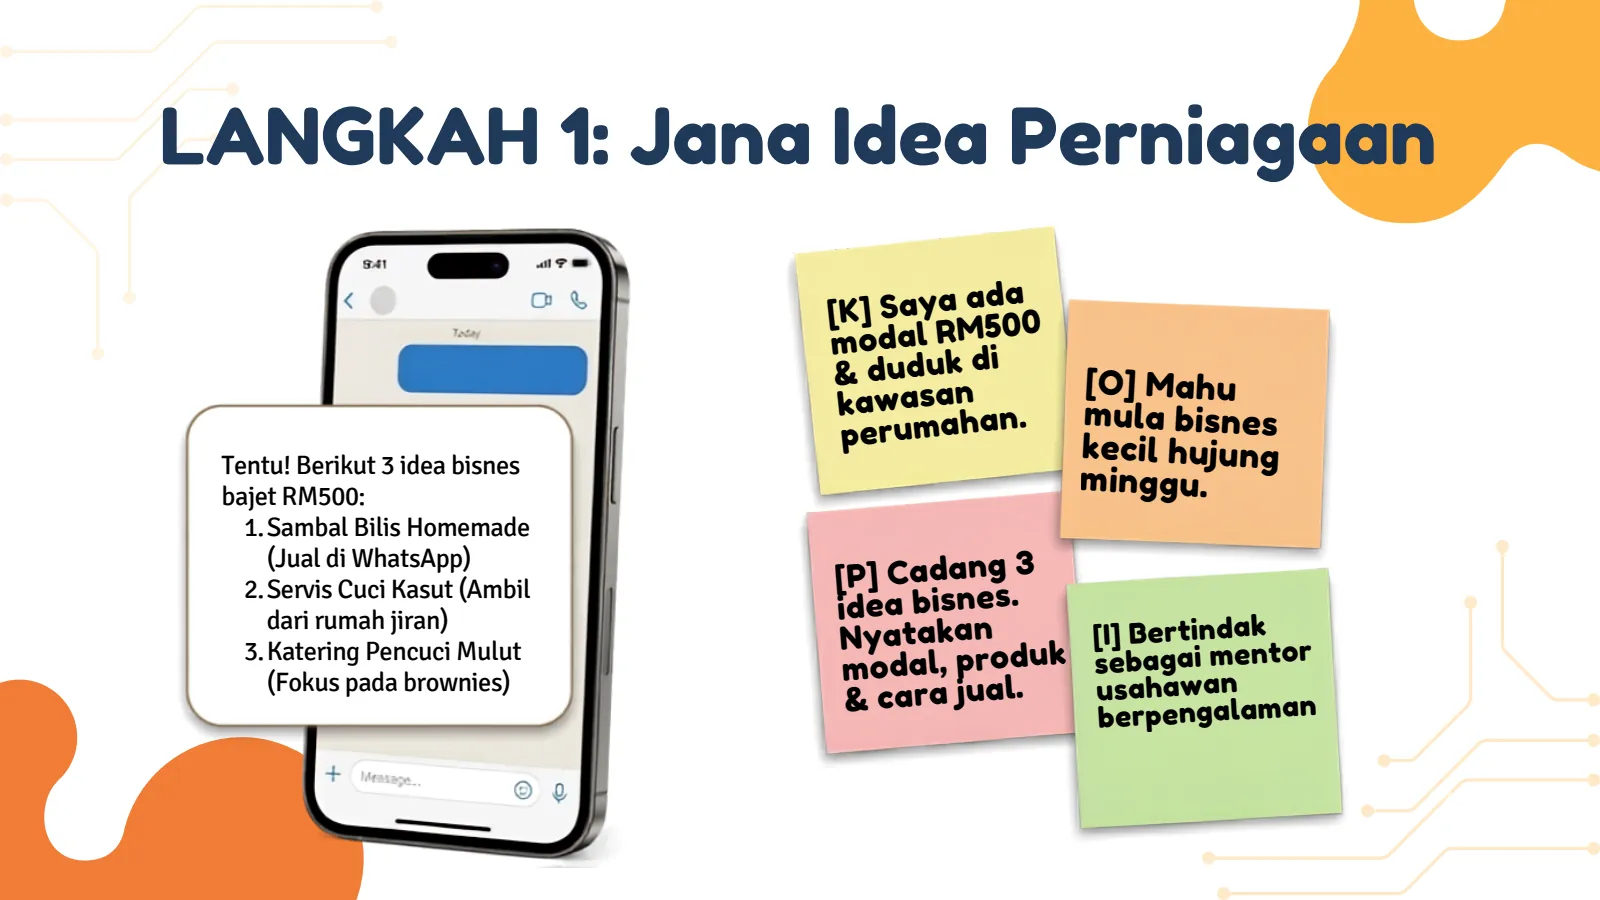 LANGKAH 1: Jana Idea Perniagaan
9:41
Today
Tentu! Berikut 3 idea bisnes
bajet RM500:
1. Sambal Bilis Homemade
(Jual di WhatsApp)
2. Servis Cuci Kasut (Ambil
dari rumah jiran)
3. Katering Pencuci Mulut
(Fokus pada brownies)
Message...
[K] Saya ada
modal RM500
& duduk di
kawasan
perumahan.
[O] Mahu
mula bisnes
kecil hujung
minggu.
[P] Cadang 3
idea bisnes.
Nyatakan
modal, produk
& cara jual.
[I] Bertindak
sebagai mentor
usahawan
berpengalaman